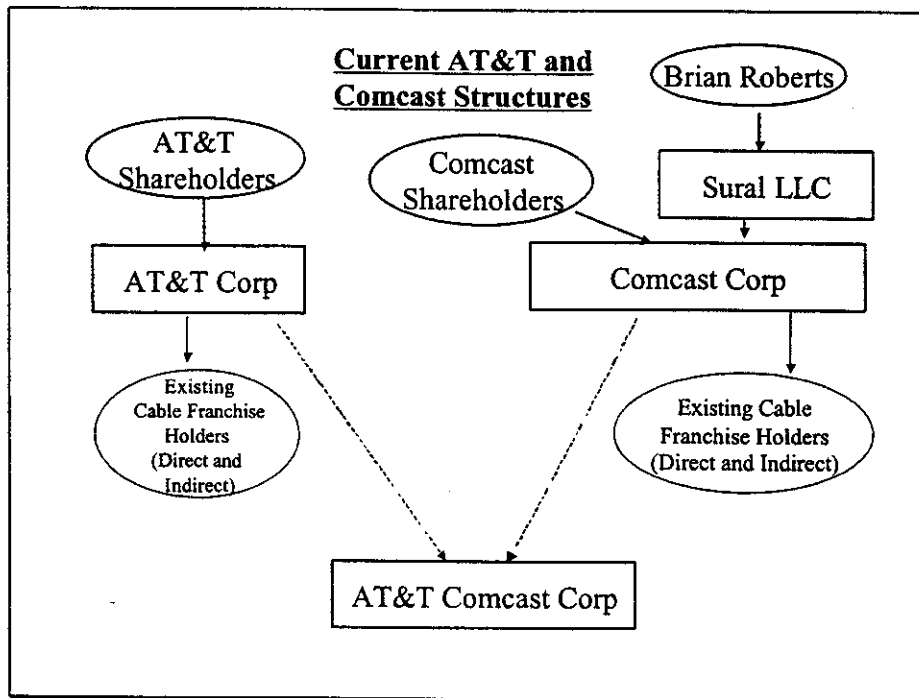 Current AT&T and
Comcast Structures
Brian Roberts
AT&T
Shareholders
Comcast
Shareholders
Sural LLC
AT&T Corp
Comcast Corp
Existing
Cable Franchise
Holders
(Direct and
Indirect)
Existing Cable
Franchise Holders
(Direct and Indirect)
AT&T Comcast Corp